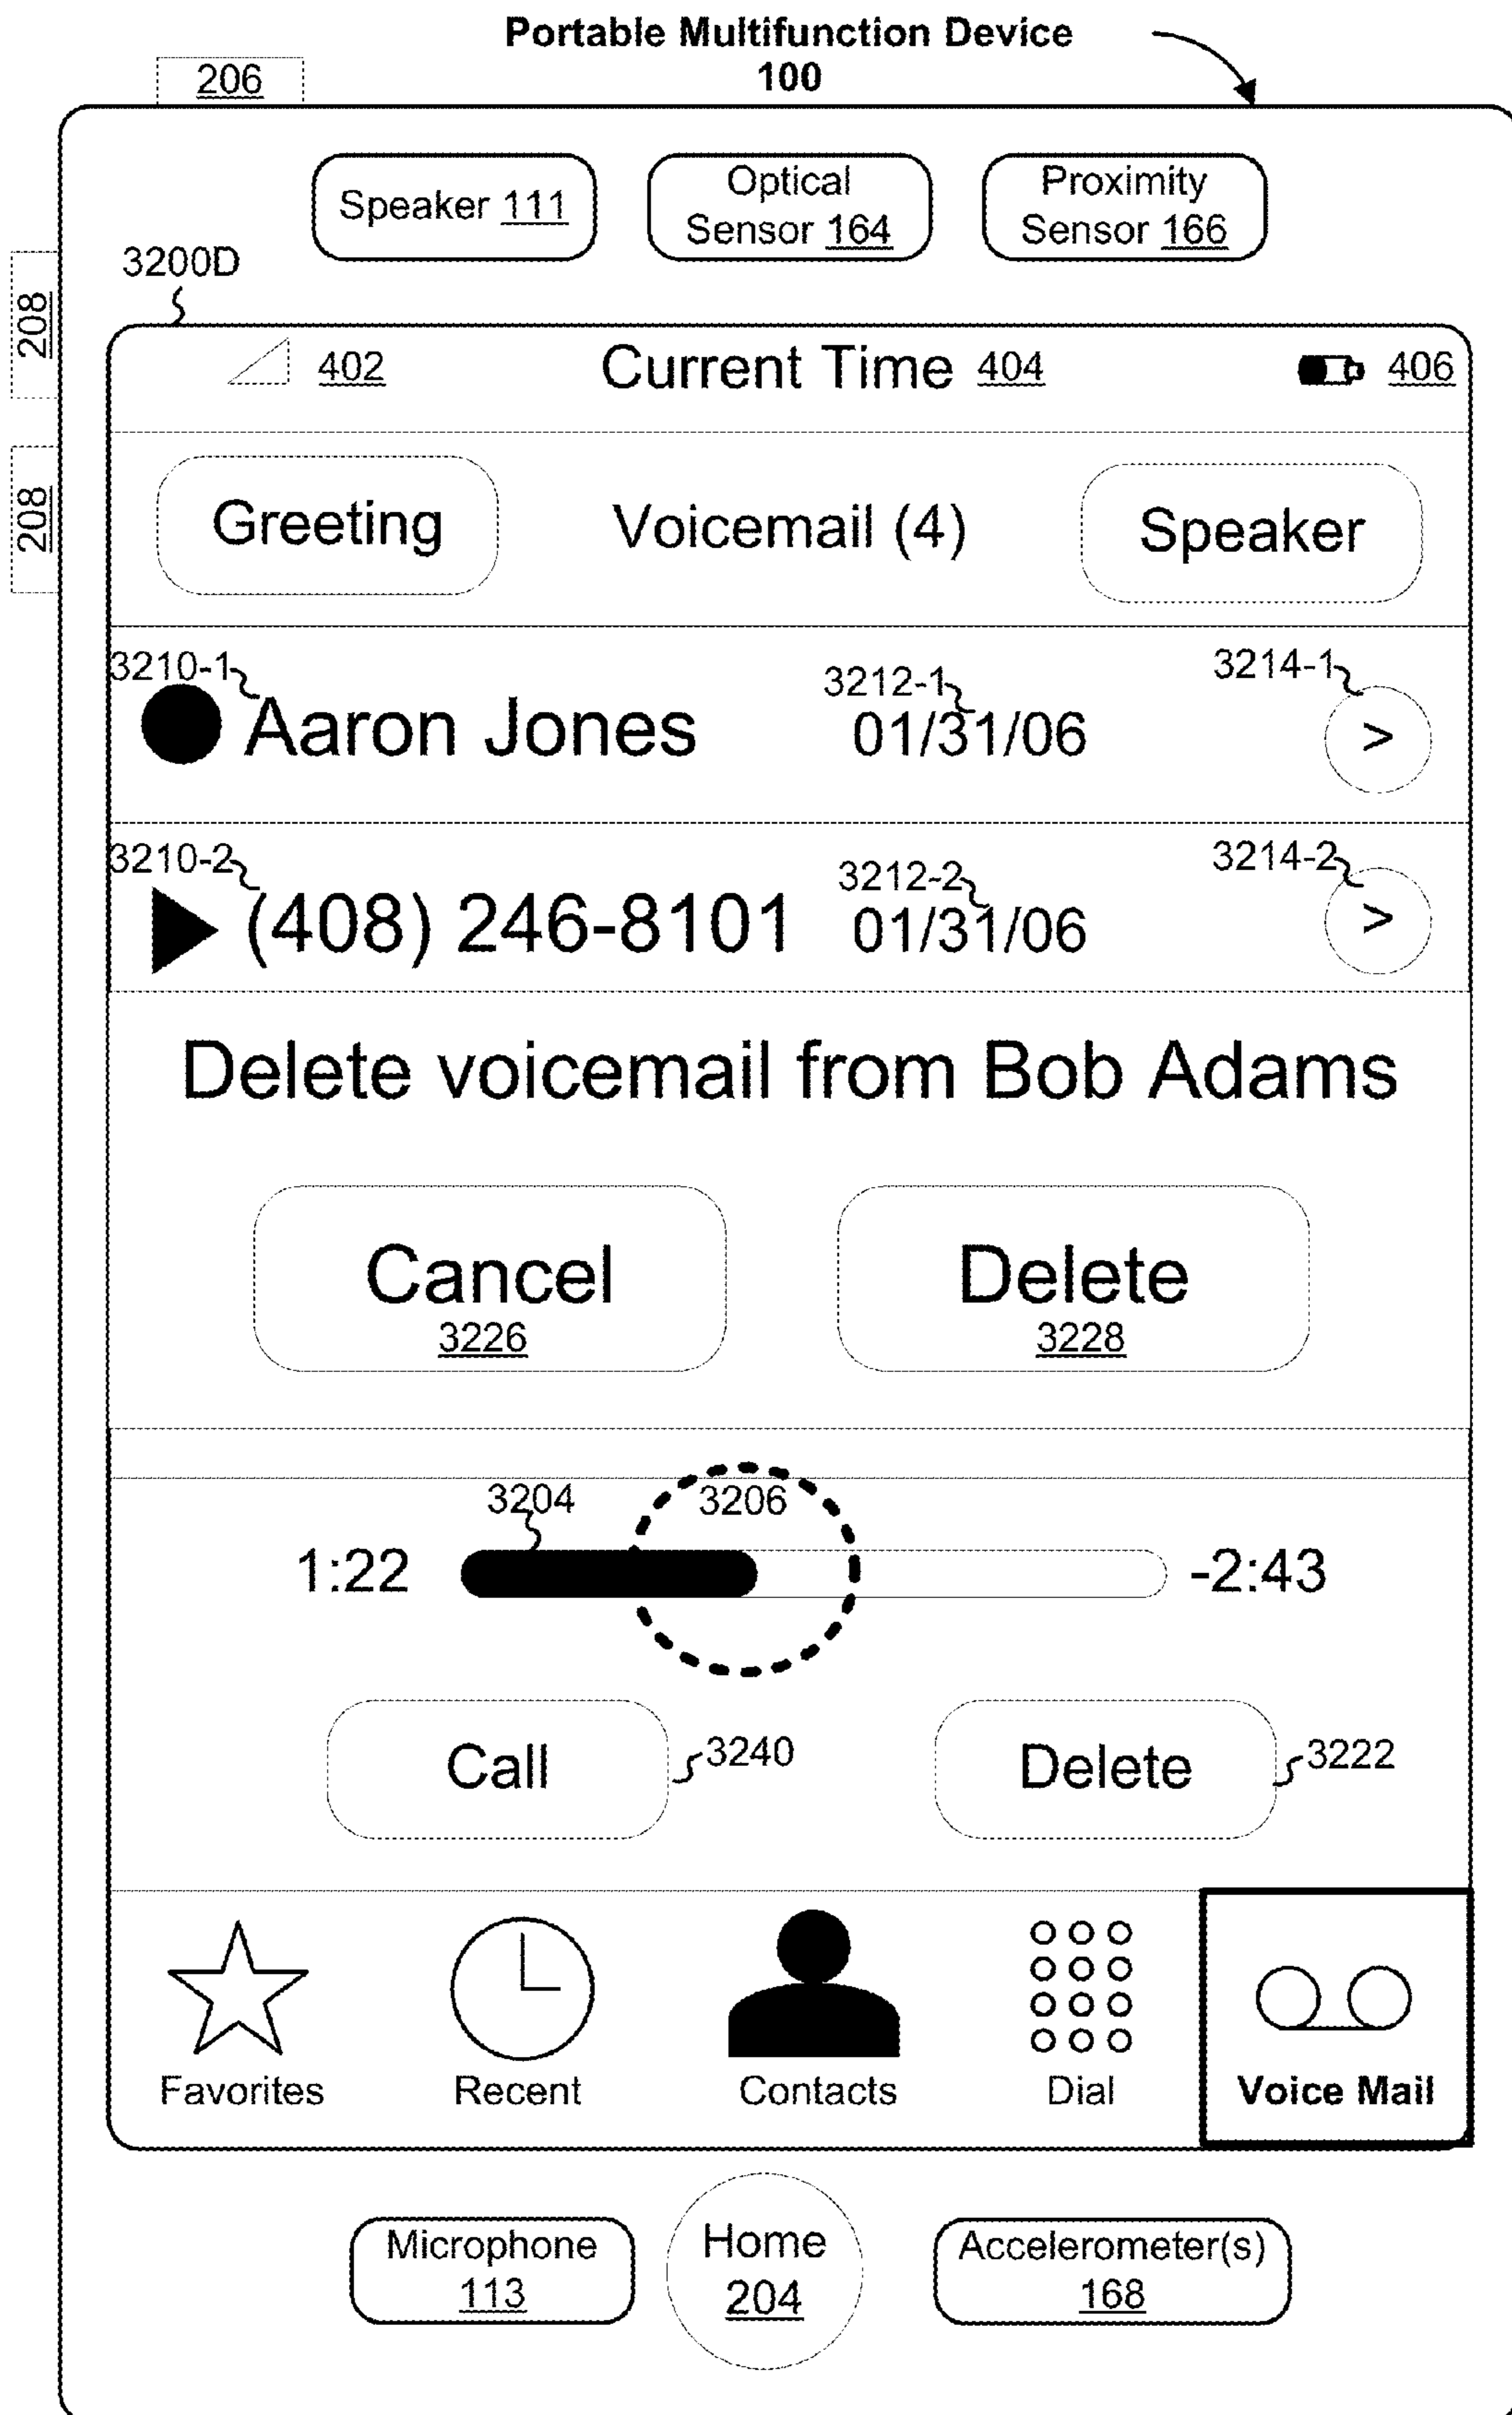 Portable Multifunction Device
100
206
Speaker 111
Optical
Sensor 164
Proximity
Sensor 166
3200D
208
208
402
Current Time 404
406
Greeting
Voicemail (4)
Speaker
3210-1
3212-1
3214-1
Aaron Jones
01/31/06
>
3210-2
3212-2
3214-2
(408) 246-8101
01/31/06
>
Delete voicemail from Bob Adams
Cancel
3226
Delete
3228
3204
3206
1:22
-2:43
Call
3240
Delete
3222
Favorites
Recent
Contacts
Dial
Voice Mail
Microphone
113
Home
204
Accelerometer(s)
168